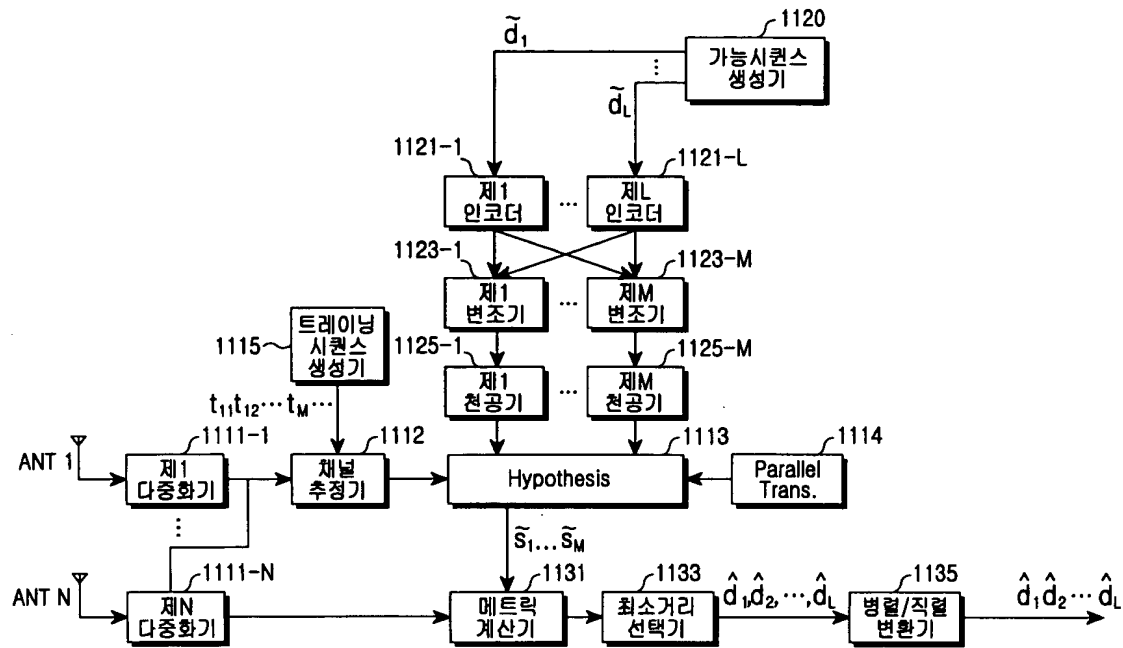 1120
가능시퀀스
생성기
d̃₁
⋮
d̃L
1121-1
1121-L
제1
인코더
...
제L
인코더
1123-1
1123-M
제1
변조기
...
제M
변조기
트레이닝
시퀀스
생성기
1115
1125-1
1125-M
제1
천공기
...
제M
천공기
t₁₁t₁₂⋯tM⋯
1111-1
1112
1113
1114
ANT 1
제1
다중화기
채널
추정기
Hypothesis
Parallel
Trans.
⋮
s̃₁...s̃M
1111-N
1131
1133
1135
ANT N
제N
다중화기
메트릭
계산기
최소거리
선택기
d̂₁,d̂₂,⋯,d̂L
병렬/직렬
변환기
d̂₁d̂₂⋯d̂L